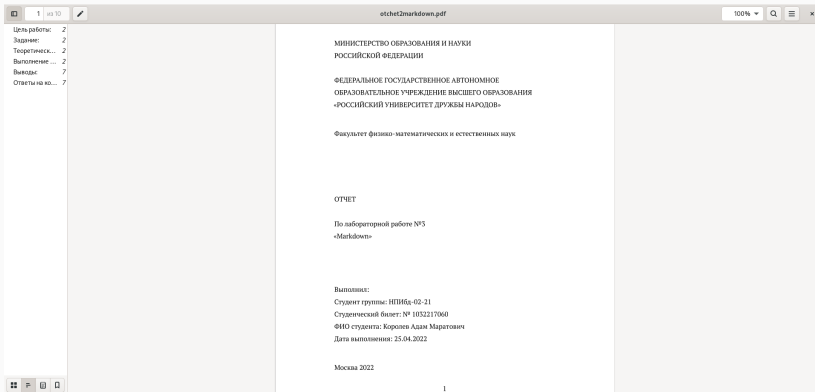 1 из 10
otchet2markdown.pdf
100%
Цель работы: 2
Задание: 2
Теоретическ... 2
Выполнение ... 2
Выводы: 7
Ответы на ко... 7
МИНИСТЕРСТВО ОБРАЗОВАНИЯ И НАУКИ
РОССИЙСКОЙ ФЕДЕРАЦИИ
ФЕДЕРАЛЬНОЕ ГОСУДАРСТВЕННОЕ АВТОНОМНОЕ
ОБРАЗОВАТЕЛЬНОЕ УЧРЕЖДЕНИЕ ВЫСШЕГО ОБРАЗОВАНИЯ
«РОССИЙСКИЙ УНИВЕРСИТЕТ ДРУЖБЫ НАРОДОВ»
Факультет физико-математических и естественных наук
ОТЧЕТ
По лабораторной работе №3
«Markdown»
Выполнил:
Студент группы: НПИбд-02-21
Студенческий билет: № 1032217060
ФИО студента: Королев Адам Маратович
Дата выполнения: 25.04.2022
Москва 2022
1